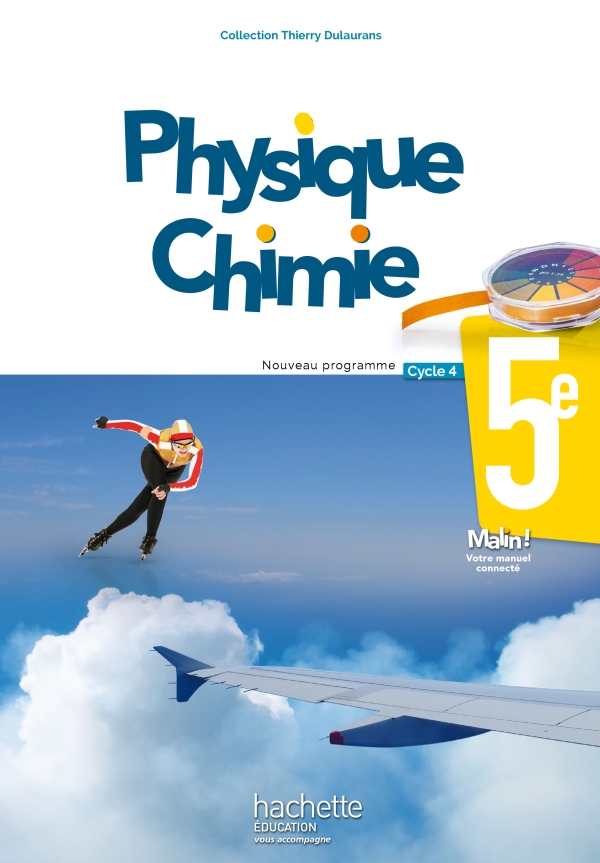 Collection Thierry Dulaurans
Physique
Chimie
Nouveau programme Cycle 4
5e
Malin!
Votre manuel
connecté
hachette
ÉDUCATION
vous accompagne